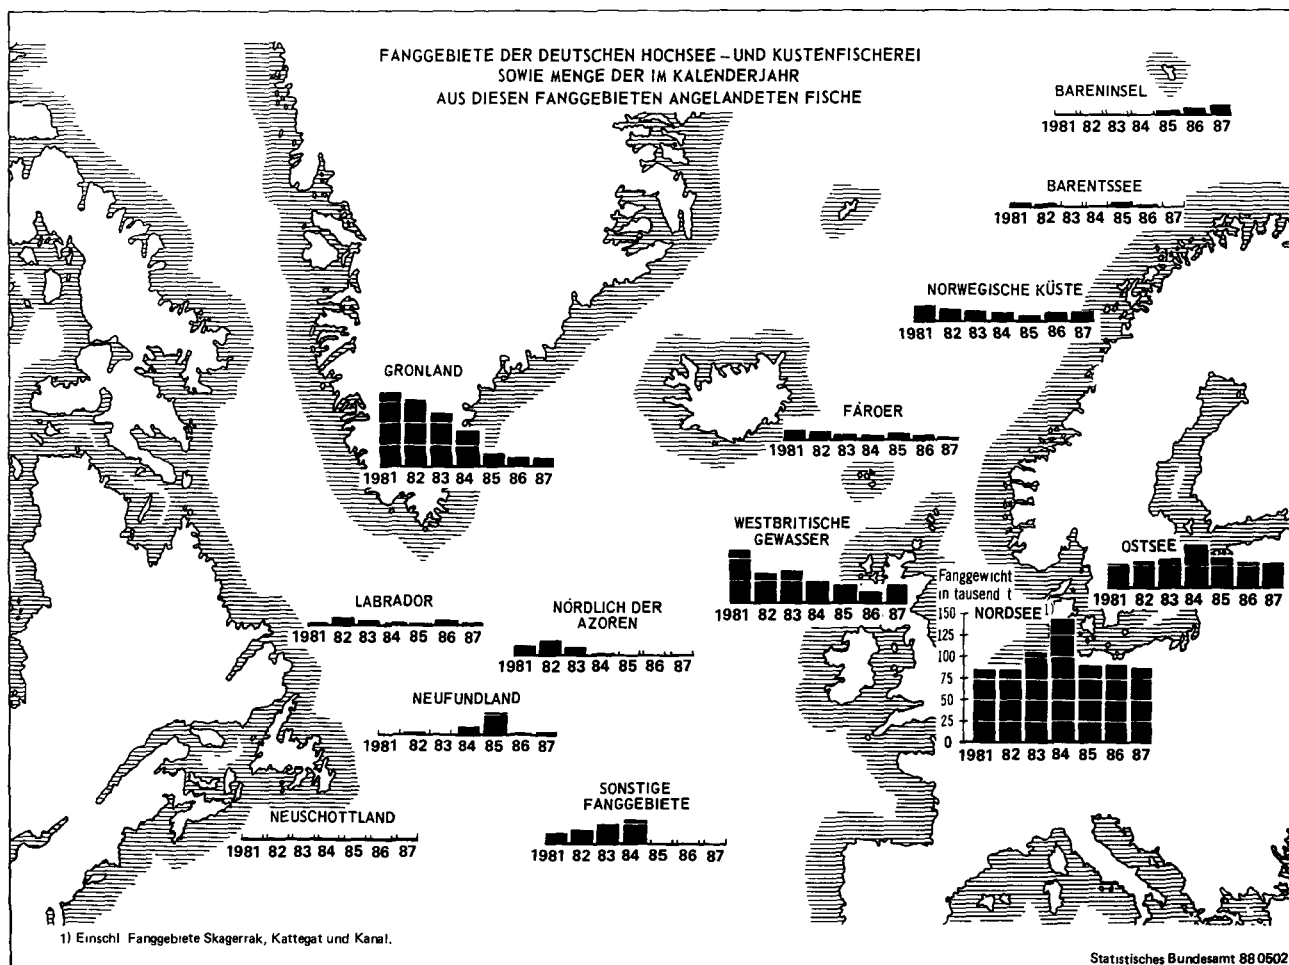 FANGGEBIETE DER DEUTSCHEN HOCHSEE – UND KUSTENFISCHEREI
SOWIE MENGE DER IM KALENDERJAHR
AUS DIESEN FANGGEBIETEN ANGELANDETEN FISCHE
BARENINSEL
1981 82 83 84 85 86 87
BARENTSSEE
1981 82 83 84 85 86 87
NORWEGISCHE KÜSTE
1981 82 83 84 85 86 87
GRONLAND
1981 82 83 84 85 86 87
FÄROER
1981 82 83 84 85 86 87
WESTBRITISCHE
GEWASSER
1981 82 83 84 85 86 87
OSTSEE
1981 82 83 84 85 86 87
Fanggewicht
in tausend t
NORDSEE 1)
150
125
100
75
50
25
0
1981 82 83 84 85 86 87
LABRADOR
1981 82 83 84 85 86 87
NÖRDLICH DER
AZOREN
1981 82 83 84 85 86 87
NEUFUNDLAND
1981 82 83 84 85 86 87
SONSTIGE
FANGGEBIETE
1981 82 83 84 85 86 87
NEUSCHOTTLAND
1981 82 83 84 85 86 87
1) Einschl Fanggebiete Skagerrak, Kattegat und Kanal.
Statistisches Bundesamt 88 0502